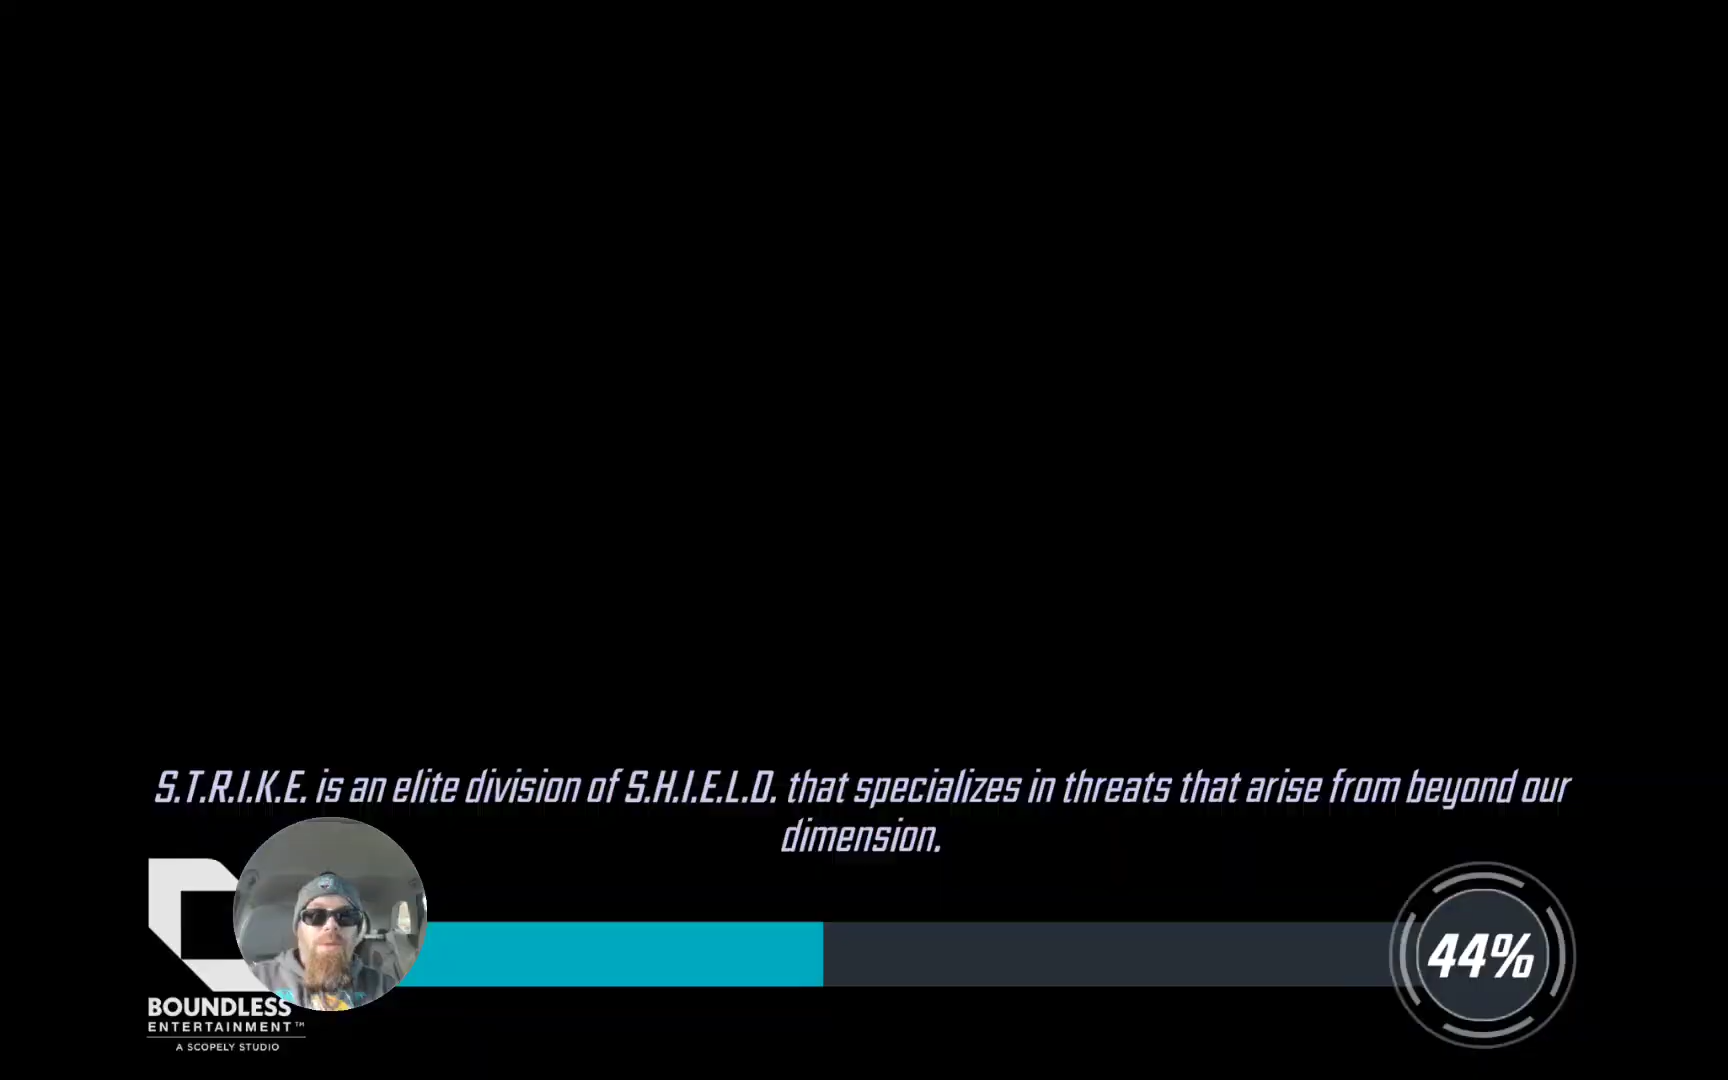 S.T.R.I.K.E. is an elite division of S.H.I.E.L.D. that specializes in threats that arise from beyond our
dimension.
44%
BOUNDLESS
ENTERTAINMENT™
A SCOPELY STUDIO